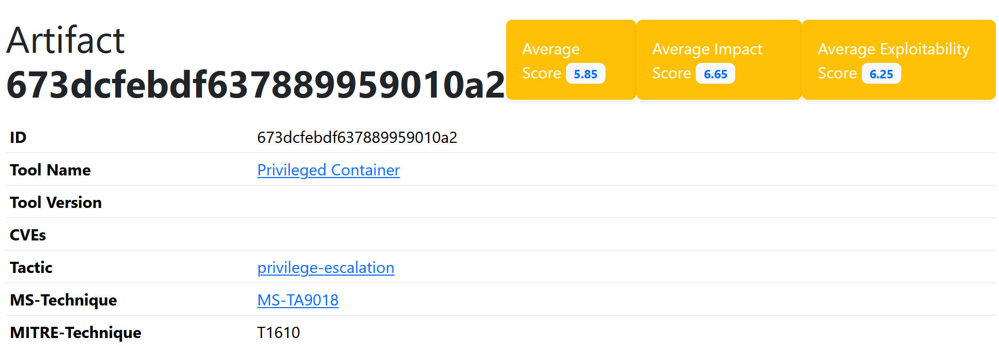 Artifact
673dcfebdf637889959010a2
Average
Score 5.85
Average Impact
Score 6.65
Average Exploitability
Score 6.25
ID 673dcfebdf637889959010a2
Tool Name Privileged Container
Tool Version
CVEs
Tactic privilege-escalation
MS-Technique MS-TA9018
MITRE-Technique T1610